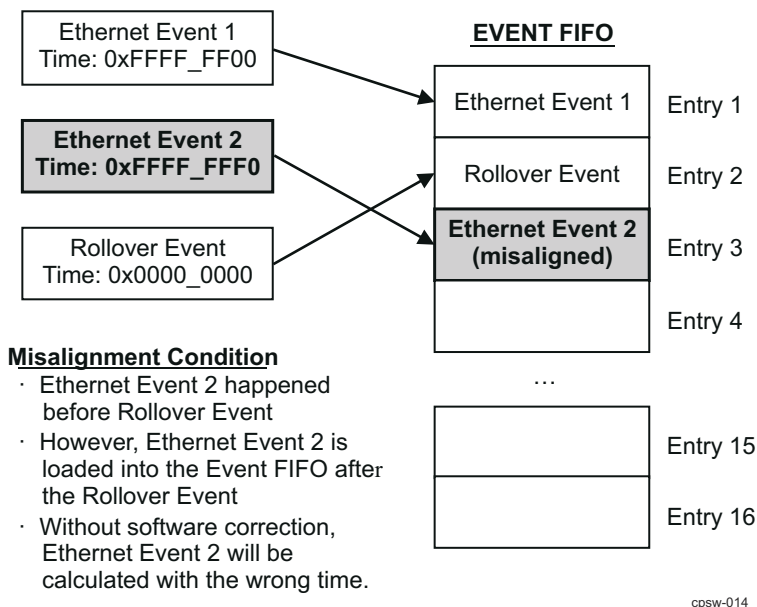 Ethernet Event 1
Time: 0xFFFF_FF00
Ethernet Event 2
Time: 0xFFFF_FFF0
Rollover Event
Time: 0x0000_0000
EVENT FIFO
Ethernet Event 1
Entry 1
Rollover Event
Entry 2
Ethernet Event 2
(misaligned)
Entry 3
Entry 4
...
Entry 15
Entry 16
Misalignment Condition
· Ethernet Event 2 happened
before Rollover Event
· However, Ethernet Event 2 is
loaded into the Event FIFO after
the Rollover Event
· Without software correction,
Ethernet Event 2 will be
calculated with the wrong time.
cpsw-014